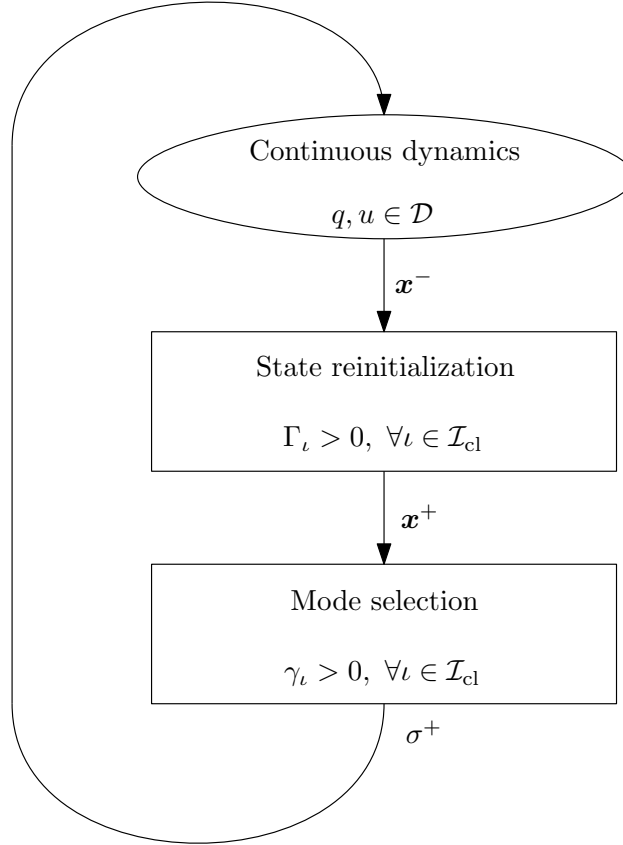 Continuous dynamics
q, u ∈ 𝒟
𝒙⁻
State reinitialization
Γ_ι > 0, ∀ι ∈ ℐ_cl
𝒙⁺
Mode selection
γ_ι > 0, ∀ι ∈ ℐ_cl
σ⁺